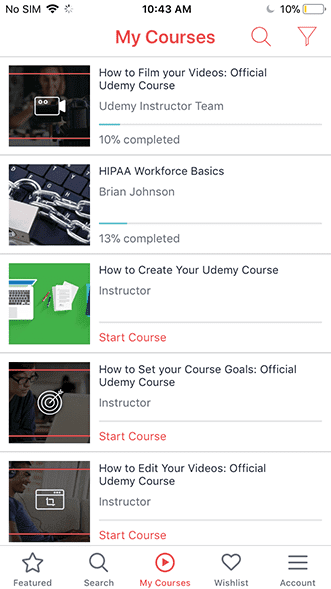 No SIM 10:43 AM 10%
My Courses
How to Film your Videos: Official
Udemy Course
Udemy Instructor Team
10% completed
HIPAA Workforce Basics
Brian Johnson
13% completed
How to Create Your Udemy Course
Instructor
Start Course
How to Set your Course Goals: Official
Udemy Course
Instructor
Start Course
How to Edit Your Videos: Official
Udemy Course
Instructor
Start Course
Featured Search My Courses Wishlist Account